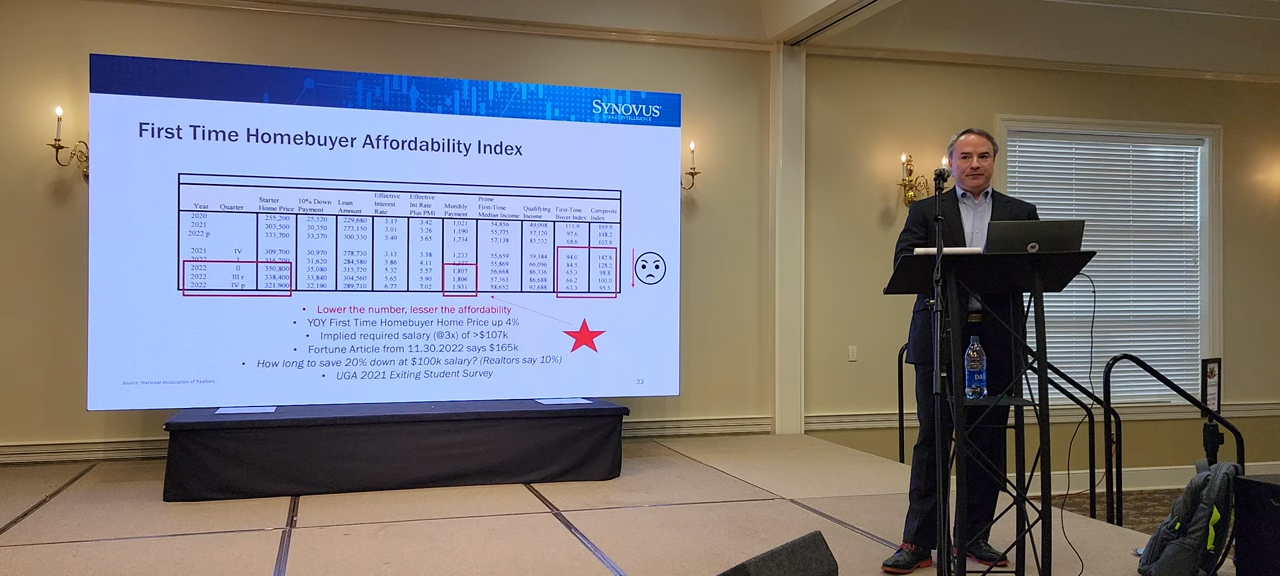 SYNOVUS
MARKET INTELLIGENCE
First Time Homebuyer Affordability Index
Effective Effective Prime
Starter 10% Down Loan Interest Int Rate Monthly First-Time Qualifying First-Time Composite
Year Quarter Home Price Payment Amount Rate Plus PMI Payment Median Income Income Buyer Index Index
2020 255,200 25,520 229,680 3.17 3.42 1,021 54,856 49,008 111.9 169.9
2021 303,500 30,350 273,150 3.01 3.26 1,190 55,775 57,120 97.6 148.2
2022 p 333,700 33,370 300,330 5.40 5.65 1,734 57,138 83,232 68.6 103.8
2021 IV 309,700 30,970 278,730 3.13 3.38 1,233 55,659 59,184 94.0 142.8
I 316,200 31,620 284,580 3.86 4.11 1,377 55,869 66,096 84.5 128.2
2022 II 350,800 35,080 315,720 5.32 5.57 1,807 56,668 86,736 65.3 98.8
2022 III r 338,400 33,840 304,560 5.65 5.90 1,806 57,363 86,688 66.2 100.0
2022 IV p 321,900 32,190 289,710 6.77 7.02 1,931 58,652 92,688 63.3 95.5
• Lower the number, lesser the affordability
• YOY First Time Homebuyer Home Price up 4%
• Implied required salary (@3x) of >$107k
• Fortune Article from 11.30.2022 says $165k
• How long to save 20% down at $100k salary? (Realtors say 10%)
• UGA 2021 Exiting Student Survey
Source: National Association of Realtors
33